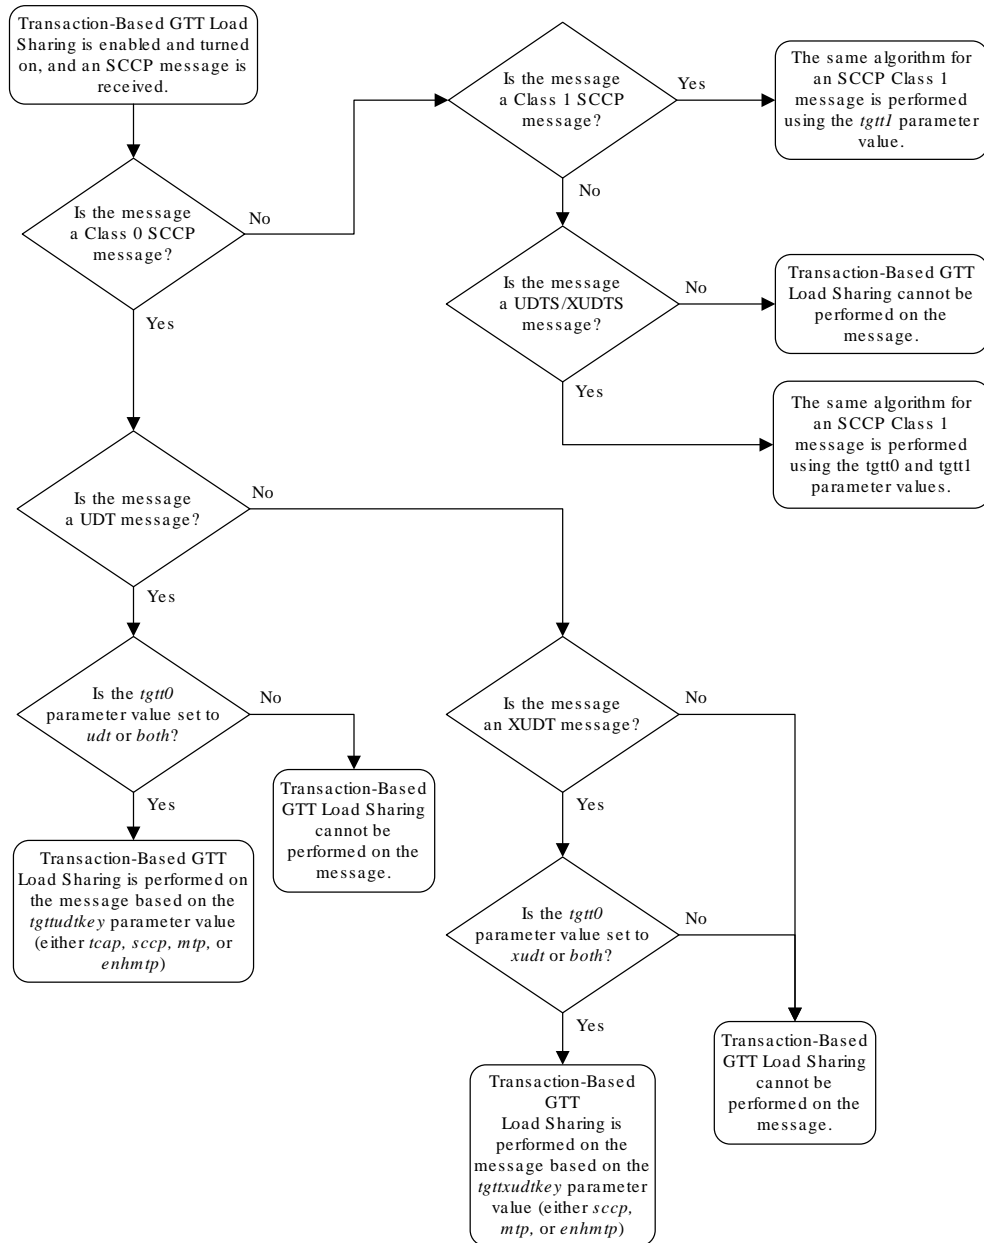 Transaction-Based GTT Load
Sharing is enabled and turned
on, and an SCCP message is
received.
Is the message
a Class 1 SCCP
message?
Yes
The same algorithm for
an SCCP Class 1
message is performed
using the tgtt1 parameter
value.
No
Is the message
a Class 0 SCCP
message?
No
Yes
Is the message
a UDTS/XUDTS
message?
No
Transaction-Based GTT
Load Sharing cannot be
performed on the
message.
Yes
The same algorithm for
an SCCP Class 1
message is performed
using the tgtt0 and tgtt1
parameter values.
Is the message
a UDT message?
No
Yes
Is the tgtt0
parameter value set to
udt or both?
No
Yes
Transaction-Based
GTT Load Sharing
cannot be
performed on the
message.
Transaction-Based GTT
Load Sharing is performed on
the message based on the
tgttudtkey parameter value
(either tcap, sccp, mtp, or
enhmtp)
Is the message
an XUDT message?
No
Yes
Is the tgtt0
parameter value set to
xudt or both?
No
Yes
Transaction-Based
GTT Load Sharing
cannot be
performed on the
message.
Transaction-Based
GTT
Load Sharing is
performed on the
message based on the
tgttxudtkey parameter
value (either sccp,
mtp, or enhmtp)